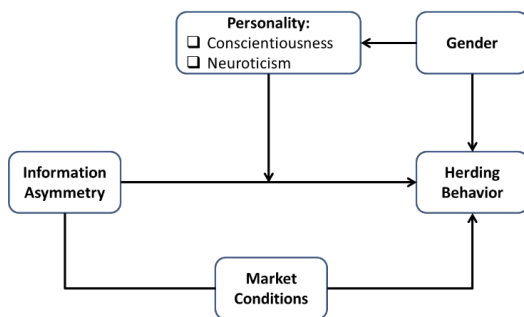 Personality:
❑ Conscientiousness
❑ Neuroticism
Gender
Information
Asymmetry
Herding
Behavior
Market
Conditions